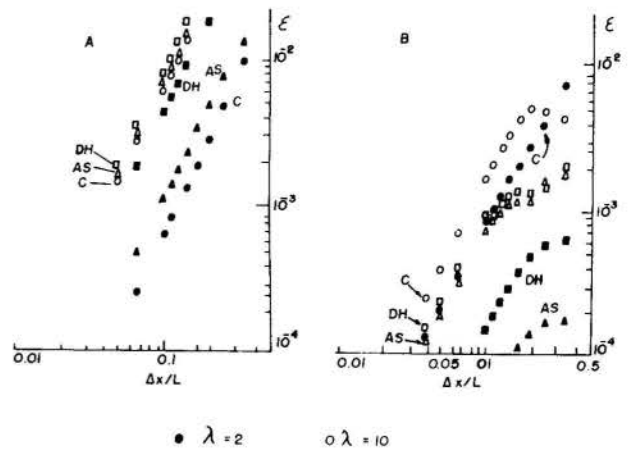 A
ε
10⁻²
AS
DH
C
DH
AS
C
10⁻³
10⁻⁴
0.01
0.1
Δx/L
B
ε
10⁻²
C
10⁻³
C
DH
DH
AS
AS
10⁻⁴
0.01
0.05
0.1
0.5
Δx/L
● λ = 2
○ λ = 10